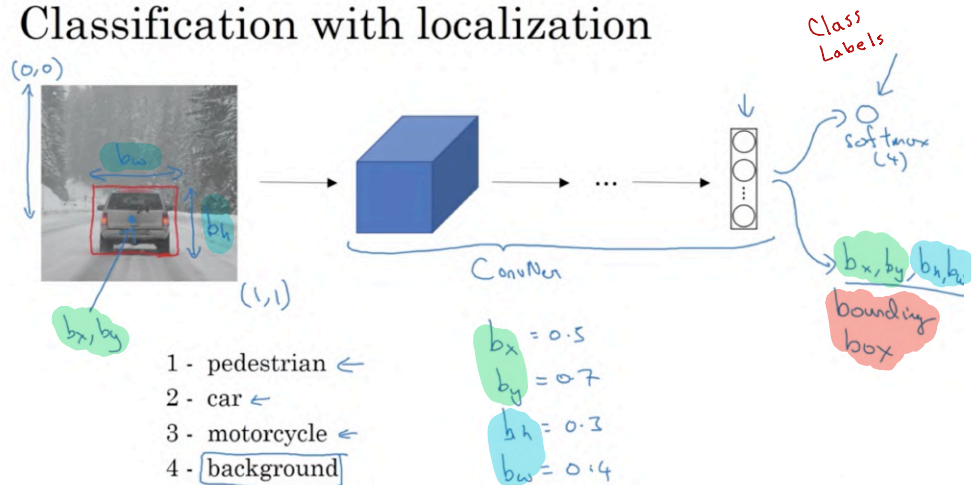 Classification with localization
Class
Labels
(0,0)
bw
bh
softmax
(4)
ConvNet
bx, by, bh, bw
bounding
box
(1,1)
bx, by
1 - pedestrian
2 - car
3 - motorcycle
4 - background
bx = 0.5
by = 0.7
bh = 0.3
bw = 0.4
...